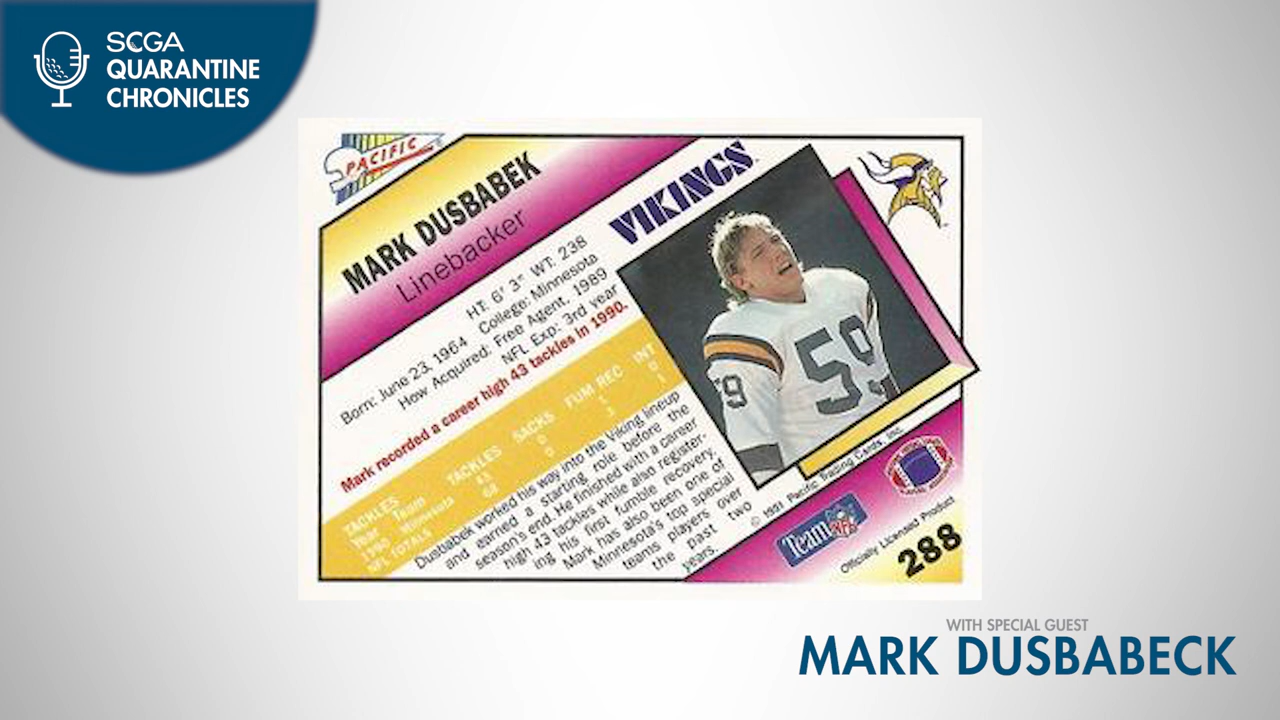 SCGA
QUARANTINE
CHRONICLES
PACIFIC
MARK DUSBABEK
Linebacker
VIKINGS
HT: 6' 3" WT: 238
Born: June 23, 1964 College: Minnesota
How Acquired: Free Agent, 1989
NFL Exp: 3rd year
Mark recorded a career high 43 tackles in 1990.
TACKLES
Year Team TACKLES SACKS FUM REC INT
1990 Minnesota 43 0 1 0
NFL TOTALS 68 0
Dusbabek worked his way into the Viking lineup
and earned a starting role before the
season's end. He finished with a career
high 43 tackles while also register-
ing his first fumble recovery.
Mark has also been one of
Minnesota's top special
teams players over
the past two
years.
59
59
© 1991 Pacific Trading Cards, Inc.
Team NFL
Officially Licensed Product
288
WITH SPECIAL GUEST
MARK DUSBABECK